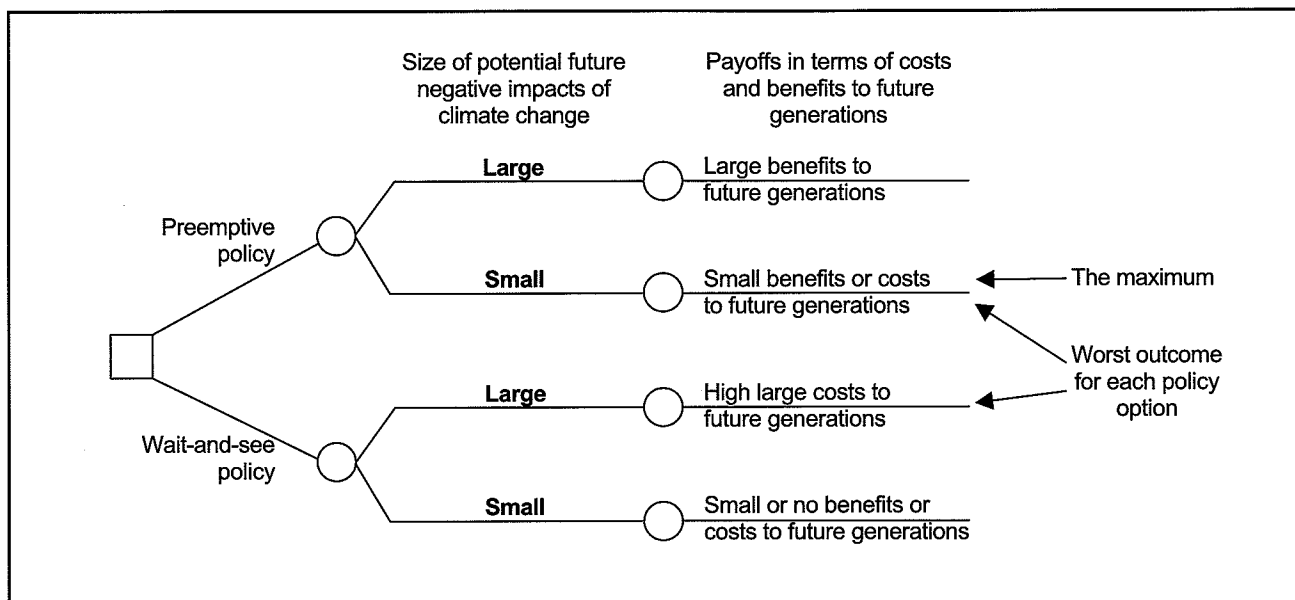 Size of potential future
negative impacts of
climate change
Payoffs in terms of costs
and benefits to future
generations
Large
Large benefits to
future generations
Preemptive
policy
Small
Small benefits or costs
to future generations
The maximum
Worst outcome
for each policy
option
Large
High large costs to
future generations
Wait-and-see
policy
Small
Small or no benefits or
costs to future generations